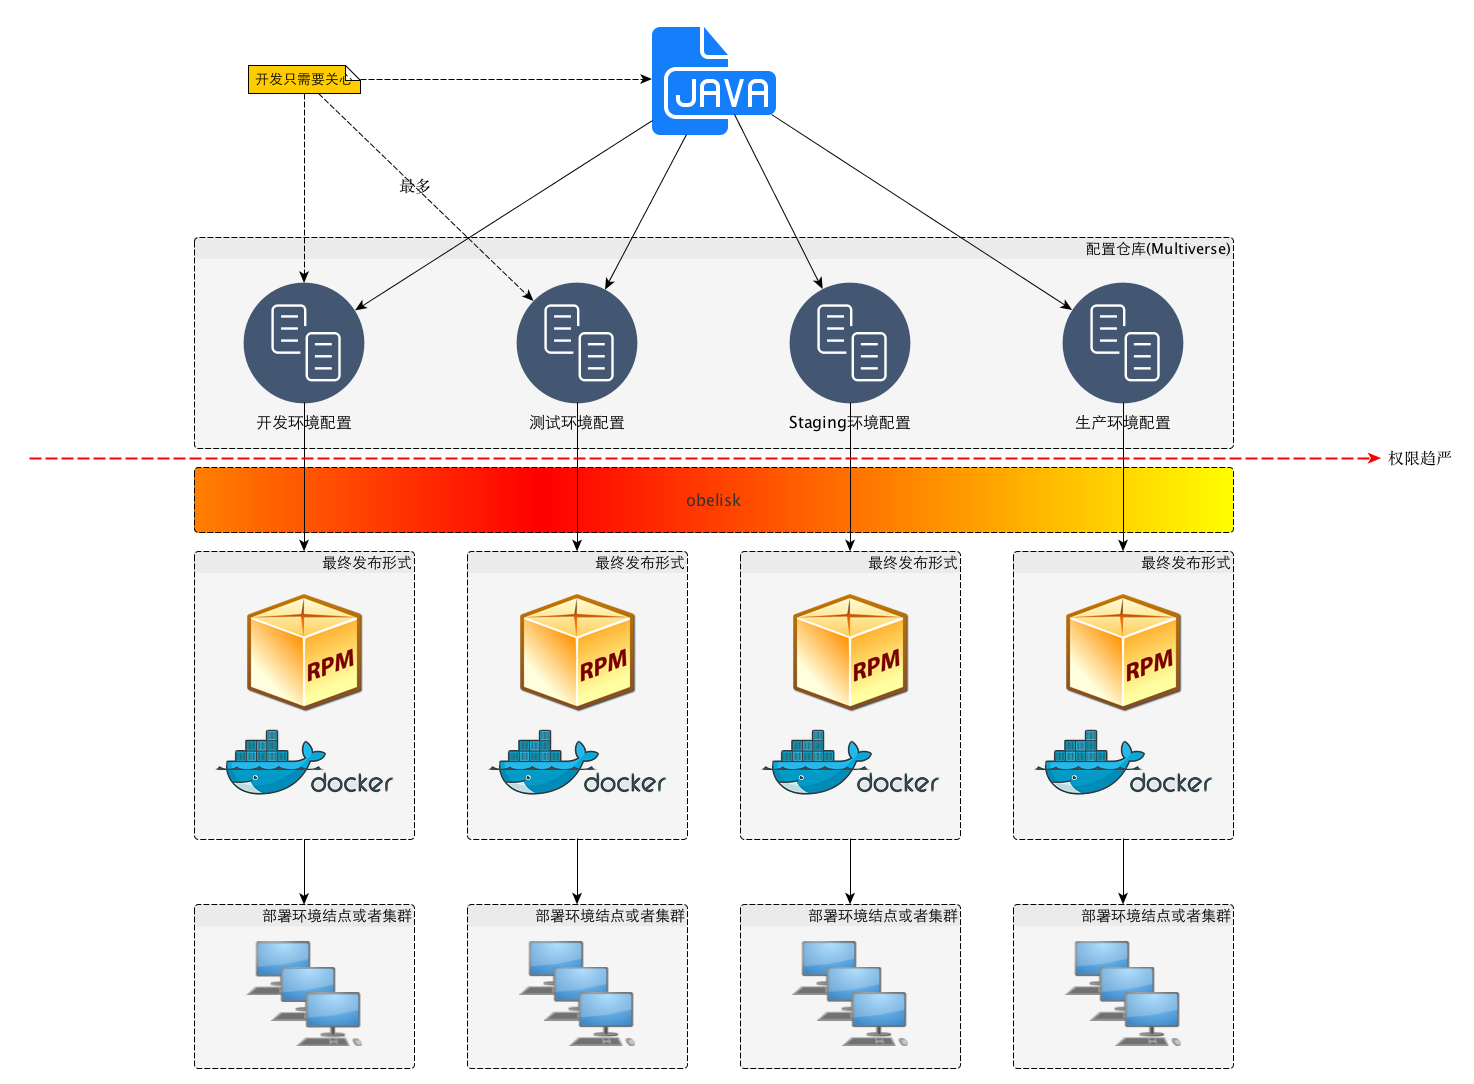 开发只需要关心
JAVA
最多
配置仓库(Multiverse)
开发环境配置
测试环境配置
Staging环境配置
生产环境配置
权限趋严
obelisk
最终发布形式
最终发布形式
最终发布形式
最终发布形式
RPM
RPM
RPM
RPM
docker
docker
docker
docker
部署环境结点或者集群
部署环境结点或者集群
部署环境结点或者集群
部署环境结点或者集群